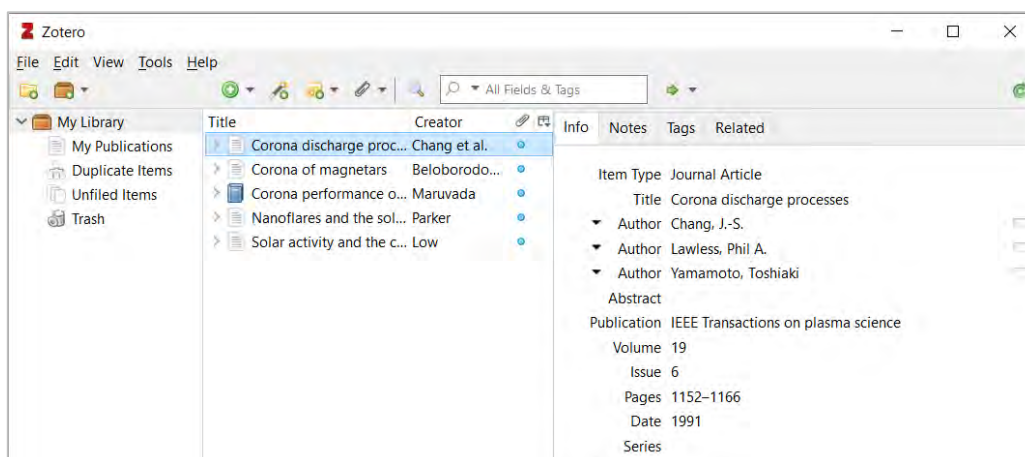 Zotero
File Edit View Tools Help
All Fields & Tags
My Library
My Publications
Duplicate Items
Unfiled Items
Trash
Title Creator
Corona discharge proc... Chang et al.
Corona of magnetars Beloborodo...
Corona performance o... Maruvada
Nanoflares and the sol... Parker
Solar activity and the c... Low
Info Notes Tags Related
Item Type Journal Article
Title Corona discharge processes
Author Chang, J.-S.
Author Lawless, Phil A.
Author Yamamoto, Toshiaki
Abstract
Publication IEEE Transactions on plasma science
Volume 19
Issue 6
Pages 1152–1166
Date 1991
Series